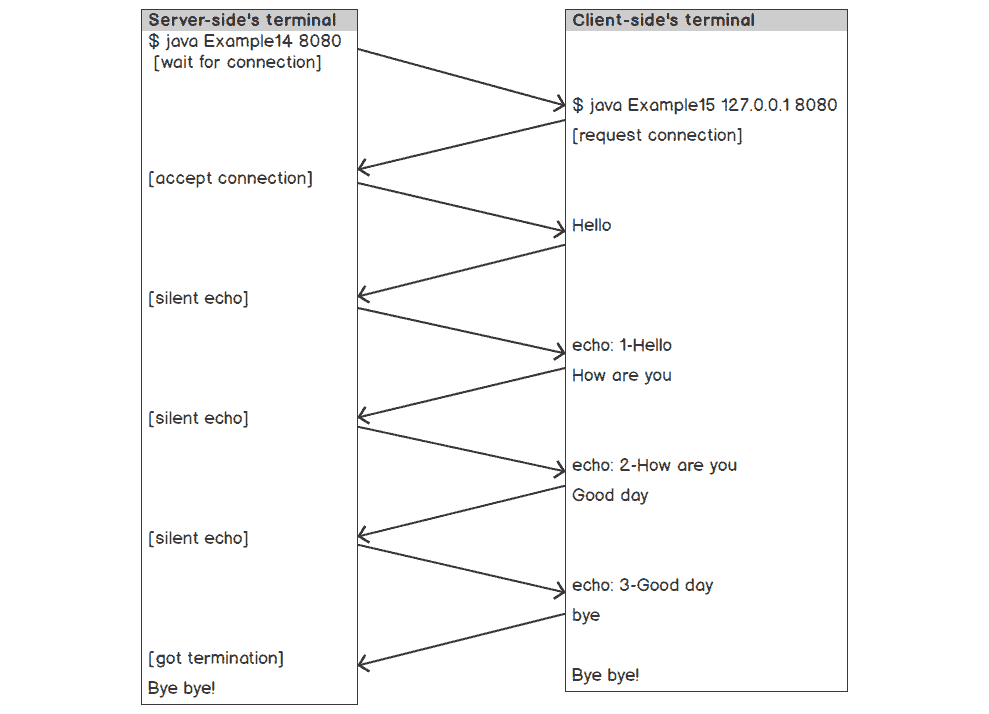 Server-side's terminal
$ java Example14 8080
[wait for connection]
[accept connection]
[silent echo]
[silent echo]
[silent echo]
[got termination]
Bye bye!
Client-side's terminal
$ java Example15 127.0.0.1 8080
[request connection]
Hello
echo: 1-Hello
How are you
echo: 2-How are you
Good day
echo: 3-Good day
bye
Bye bye!